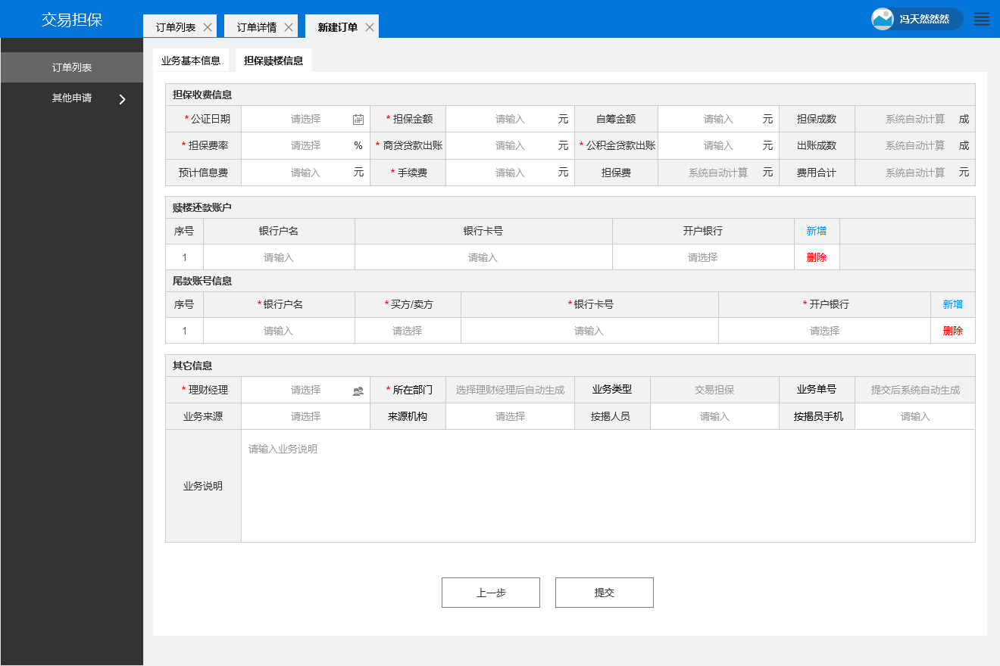 交易担保 订单列表 订单详情 新建订单 冯天然然然
业务基本信息 担保赎楼信息
订单列表
其他申请
担保收费信息
*公证日期 请选择 *担保金额 请输入 元 自筹金额 请输入 元 担保成数 系统自动计算 成
*担保费率 请选择 % *商贷贷款出账 请输入 元 *公积金贷款出账 请输入 元 出账成数 系统自动计算 成
预计信息费 请输入 元 *手续费 请输入 元 担保费 系统自动计算 元 费用合计 系统自动计算 元
赎楼还款账户
序号 银行户名 银行卡号 开户银行 新增
1 请输入 请输入 请选择 删除
尾款账号信息
序号 *银行户名 *买方/卖方 *银行卡号 *开户银行 新增
1 请输入 请选择 请输入 请选择 删除
其它信息
*理财经理 请选择 *所在部门 选择理财经理后自动生成 业务类型 交易担保 业务单号 提交后系统自动生成
业务来源 请选择 来源机构 请选择 按揭人员 请输入 按揭员手机 请输入
业务说明 请输入业务说明
上一步 提交